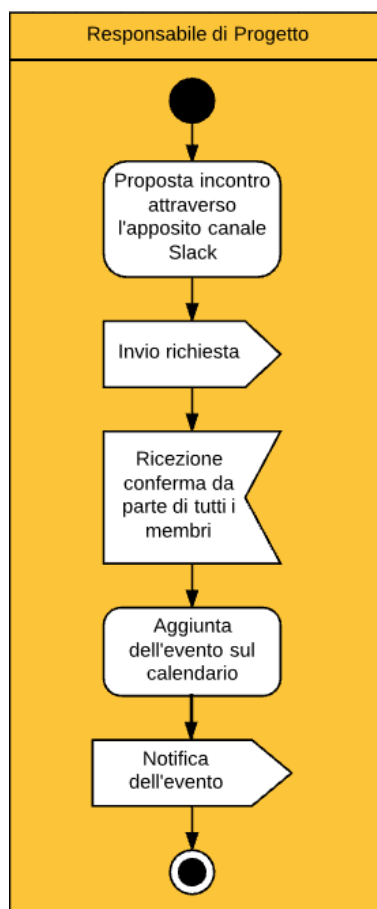 Responsabile di Progetto
Proposta incontro
attraverso
l'apposito canale
Slack
Invio richiesta
Ricezione
conferma da
parte di tutti i
membri
Aggiunta
dell'evento sul
calendario
Notifica
dell'evento